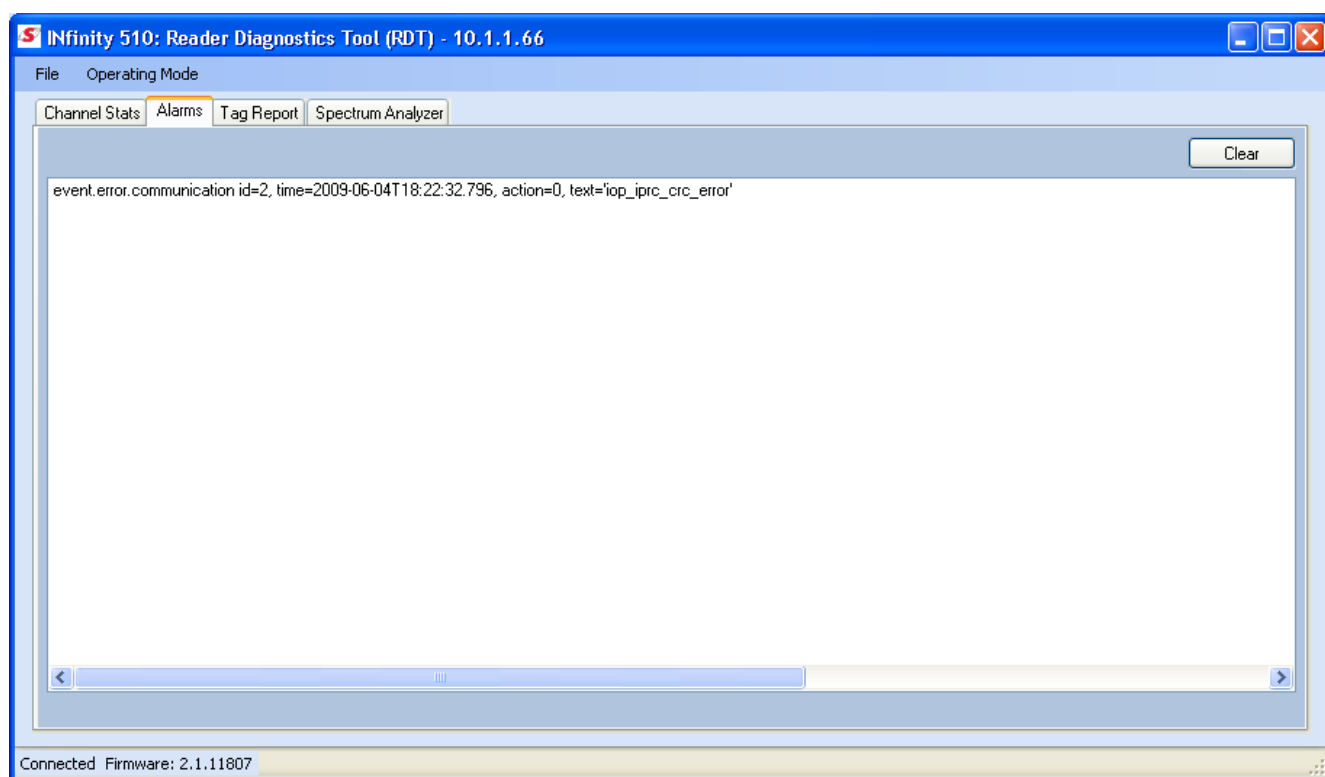 INfinity 510: Reader Diagnostics Tool (RDT) - 10.1.1.66
File Operating Mode
Channel Stats Alarms Tag Report Spectrum Analyzer
Clear
event.error.communication id=2, time=2009-06-04T18:22:32.796, action=0, text='iop_iprc_crc_error'
Connected Firmware: 2.1.11807